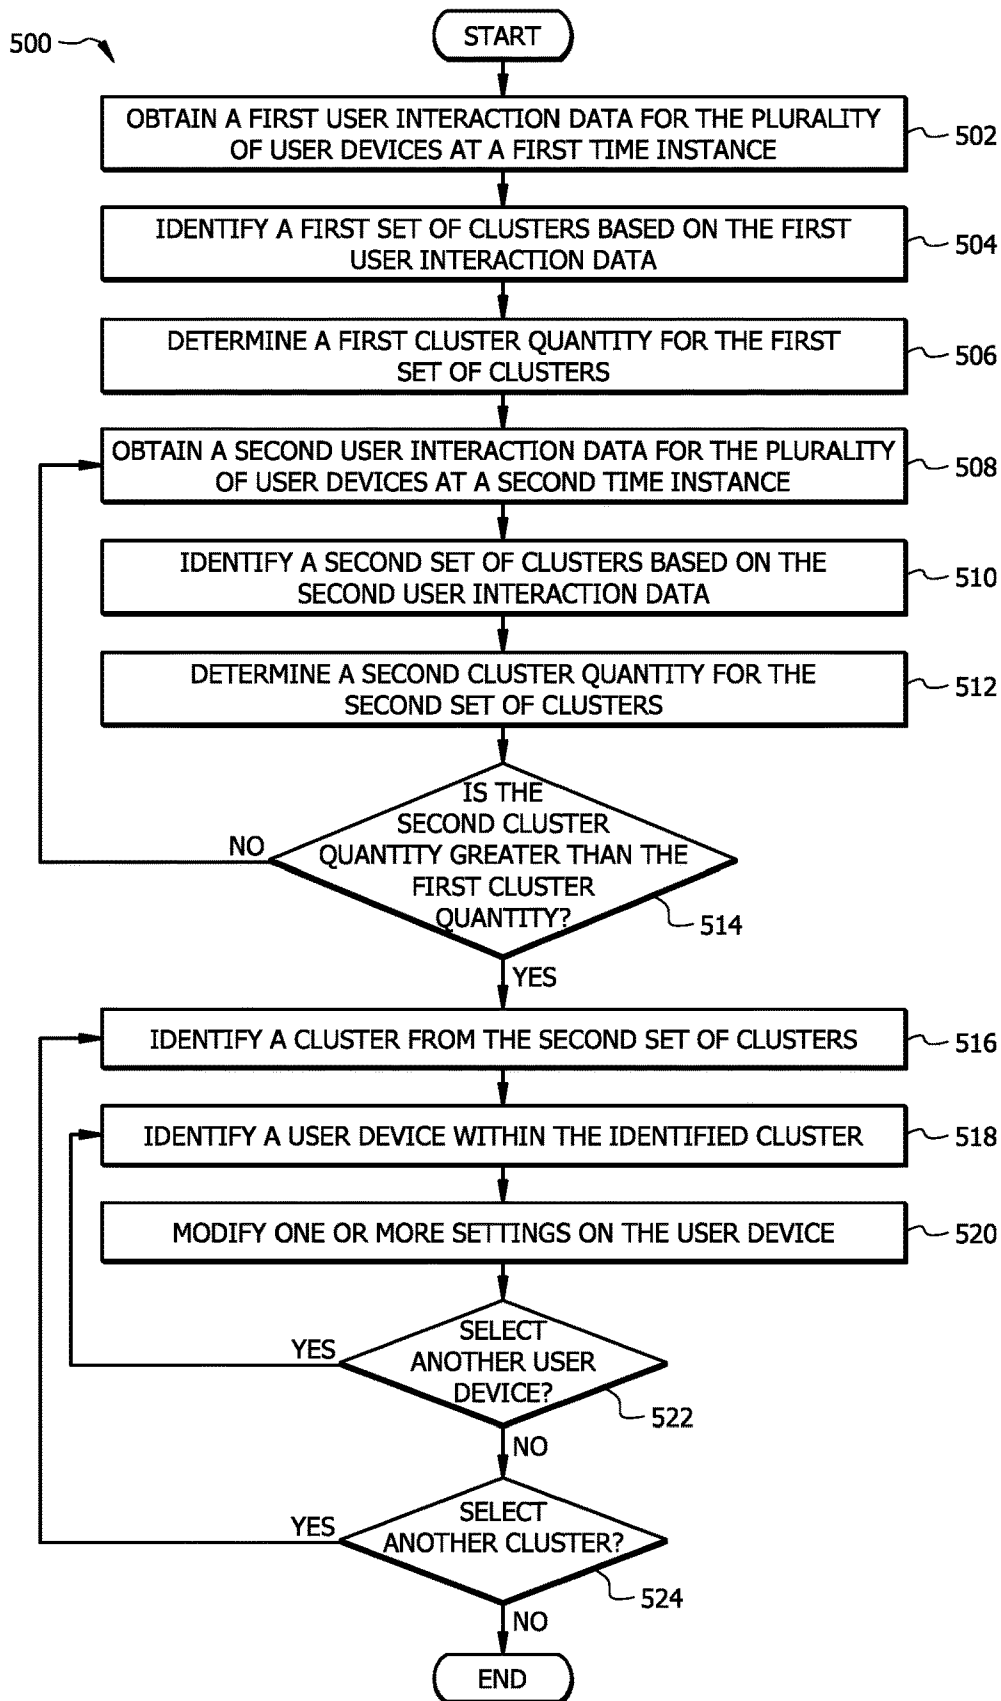 500
START
OBTAIN A FIRST USER INTERACTION DATA FOR THE PLURALITY
OF USER DEVICES AT A FIRST TIME INSTANCE
502
IDENTIFY A FIRST SET OF CLUSTERS BASED ON THE FIRST
USER INTERACTION DATA
504
DETERMINE A FIRST CLUSTER QUANTITY FOR THE FIRST
SET OF CLUSTERS
506
OBTAIN A SECOND USER INTERACTION DATA FOR THE PLURALITY
OF USER DEVICES AT A SECOND TIME INSTANCE
508
IDENTIFY A SECOND SET OF CLUSTERS BASED ON THE
SECOND USER INTERACTION DATA
510
DETERMINE A SECOND CLUSTER QUANTITY FOR THE
SECOND SET OF CLUSTERS
512
IS THE
SECOND CLUSTER
QUANTITY GREATER THAN THE
FIRST CLUSTER
QUANTITY?
NO
514
YES
IDENTIFY A CLUSTER FROM THE SECOND SET OF CLUSTERS
516
IDENTIFY A USER DEVICE WITHIN THE IDENTIFIED CLUSTER
518
MODIFY ONE OR MORE SETTINGS ON THE USER DEVICE
520
SELECT
ANOTHER USER
DEVICE?
YES
522
NO
SELECT
ANOTHER CLUSTER?
YES
524
NO
END